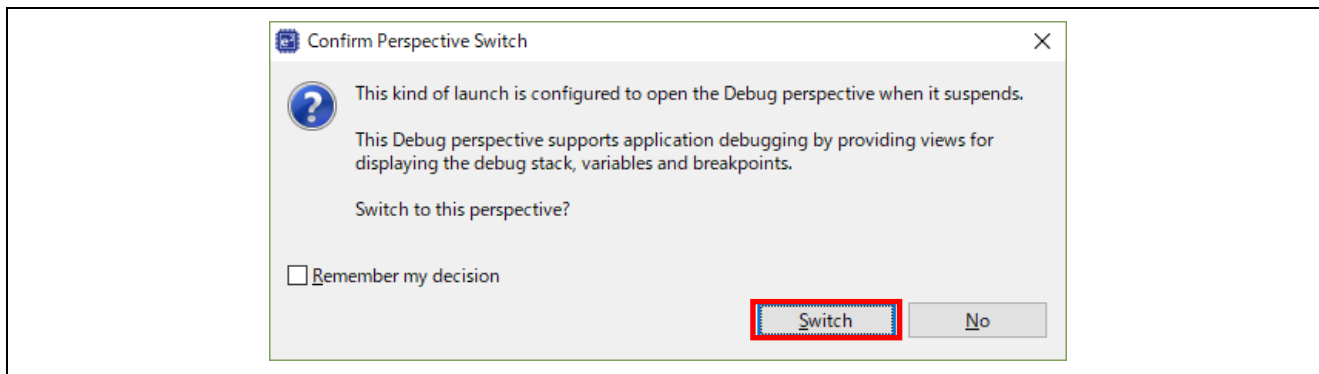 Confirm Perspective Switch
This kind of launch is configured to open the Debug perspective when it suspends.
This Debug perspective supports application debugging by providing views for
displaying the debug stack, variables and breakpoints.
Switch to this perspective?
Remember my decision
Switch No